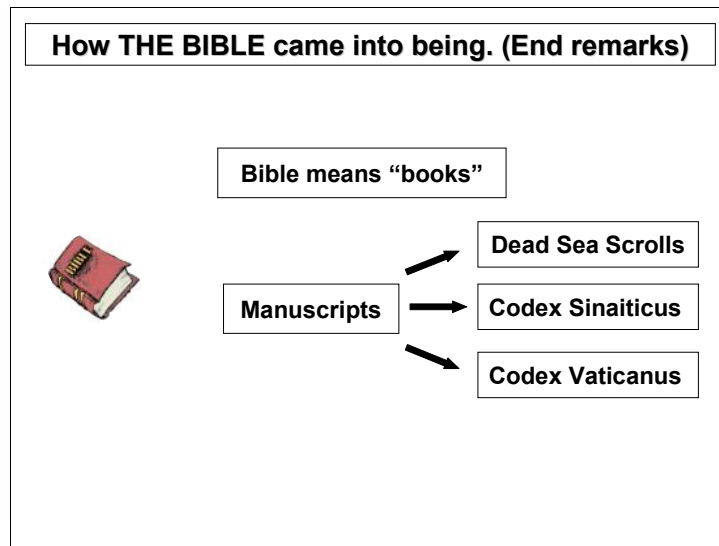 How THE BIBLE came into being. (End remarks)
Bible means “books”
BIBLE
Manuscripts
Dead Sea Scrolls
Codex Sinaiticus
Codex Vaticanus